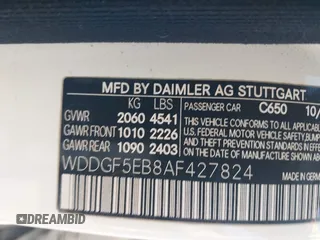 MFD BY DAIMLER AG STUTTGART
KG LBS
GVWR 2060 4541
GAWR FRONT 1010 2226
GAWR REAR 1090 2403
PASSENGER CAR C650 10/
THIS VEHICLE CONFORMS TO ALL
APPLICABLE U.S. FEDERAL MOTOR
VEHICLE SAFETY, BUMPER AND
THEFT PREVENTION STANDARDS
IN EFFECT ON THE DATE OF
MANUFACTURE SHOWN ABOVE
WDDGF5EB8AF427824
DRIVERHISTORY